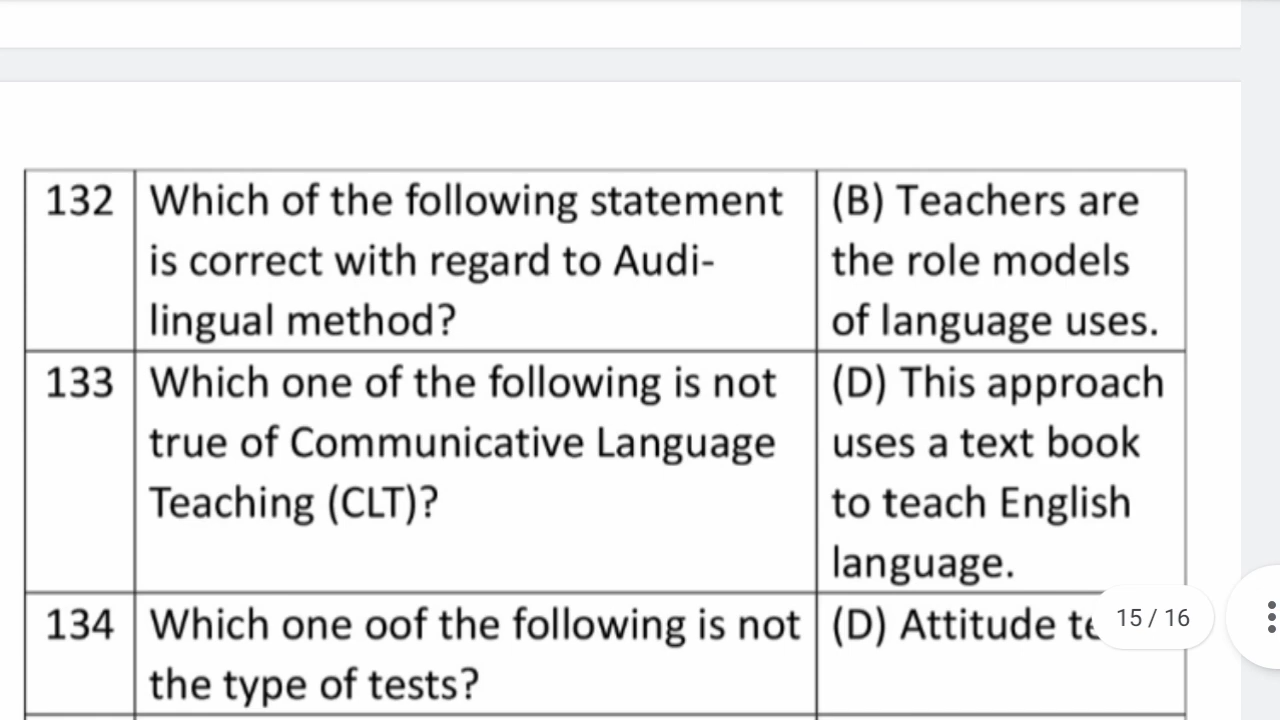 132 Which of the following statement (B) Teachers are
is correct with regard to Audi- the role models
lingual method? of language uses.
133 Which one of the following is not (D) This approach
true of Communicative Language uses a text book
Teaching (CLT)? to teach English
language.
134 Which one oof the following is not (D) Attitude
the type of tests?
15 / 16